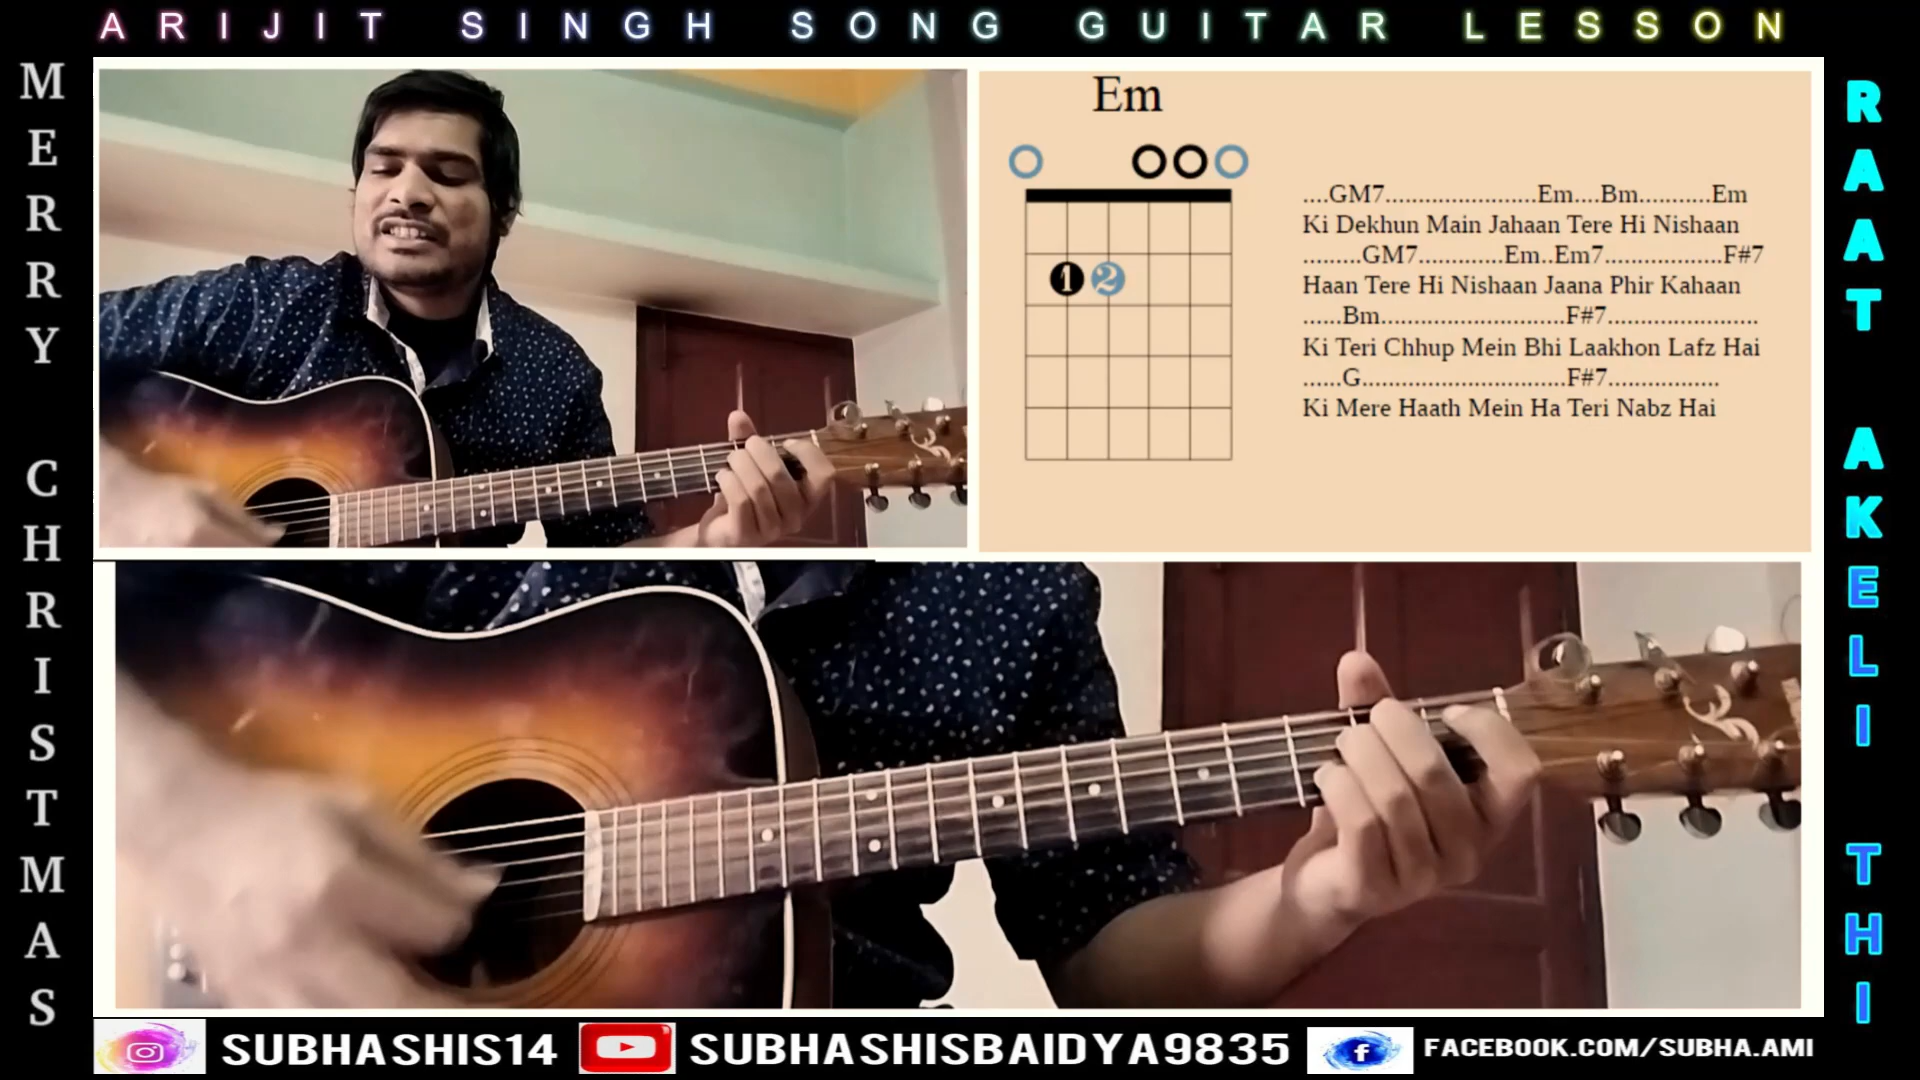 ARIJIT SINGH SONG GUITAR LESSON
MERRY CHRISTMAS
Em
1 2
....GM7.......................Em....Bm...........Em
Ki Dekhun Main Jahaan Tere Hi Nishaan
.........GM7.............Em..Em7..................F#7
Haan Tere Hi Nishaan Jaana Phir Kahaan
......Bm............................F#7.......................
Ki Teri Chhup Mein Bhi Laakhon Lafz Hai
......G...............................F#7.................
Ki Mere Haath Mein Ha Teri Nabz Hai
RAAT AKELI THI
SUBHASHIS14 SUBHASHISBAIDYA9835 FACEBOOK.COM/SUBHA.AMI